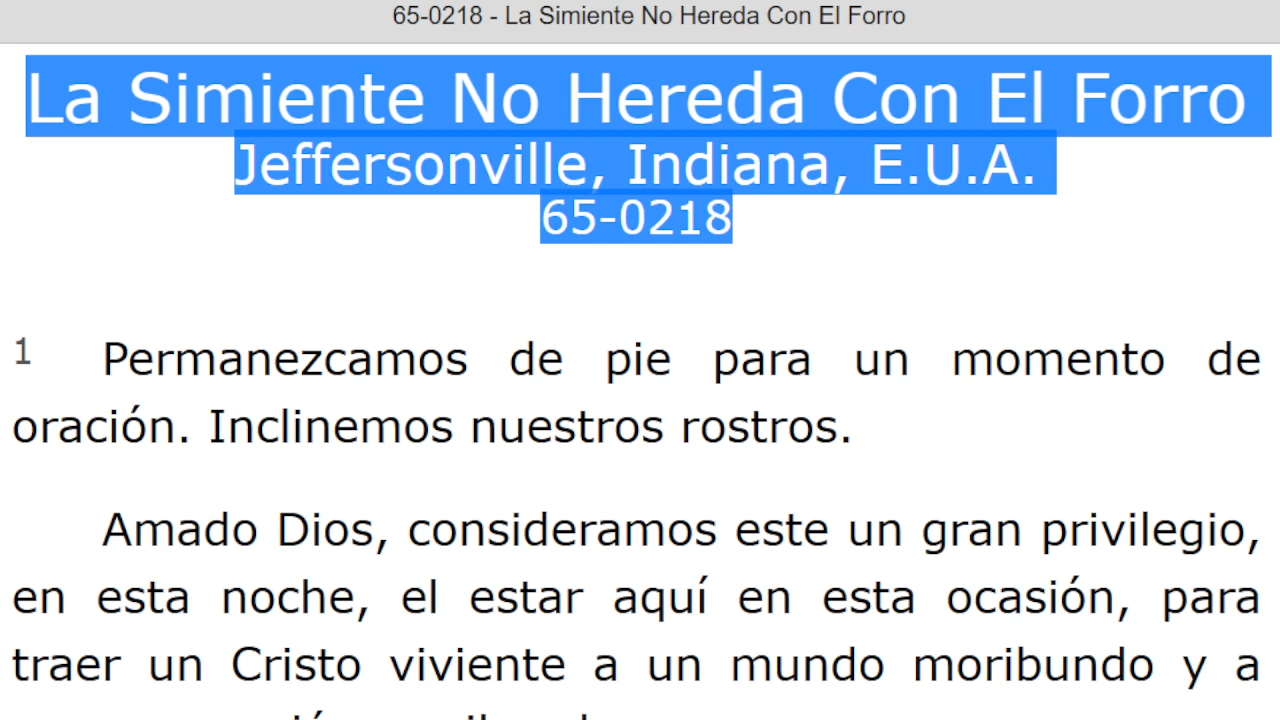 65-0218 - La Simiente No Hereda Con El Forro
La Simiente No Hereda Con El Forro
Jeffersonville, Indiana, E.U.A.
65-0218
1 Permanezcamos de pie para un momento de
oración. Inclinemos nuestros rostros.
Amado Dios, consideramos este un gran privilegio,
en esta noche, el estar aquí en esta ocasión, para
traer un Cristo viviente a un mundo moribundo y a